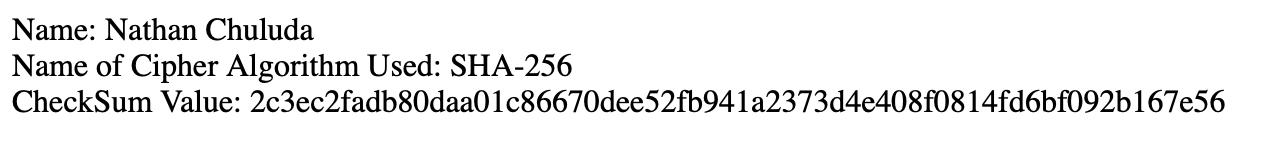 Name: Nathan Chuluda
Name of Cipher Algorithm Used: SHA-256
CheckSum Value: 2c3ec2fadb80daa01c86670dee52fb941a2373d4e408f0814fd6bf092b167e56